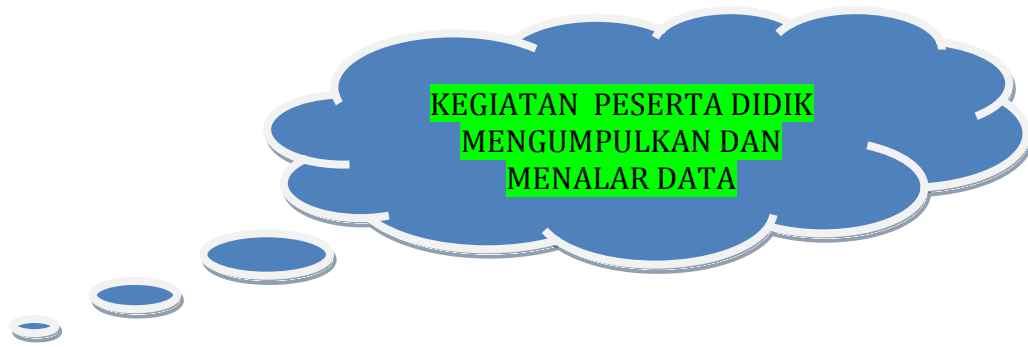 KEGIATAN PESERTA DIDIK
MENGUMPULKAN DAN
MENALAR DATA